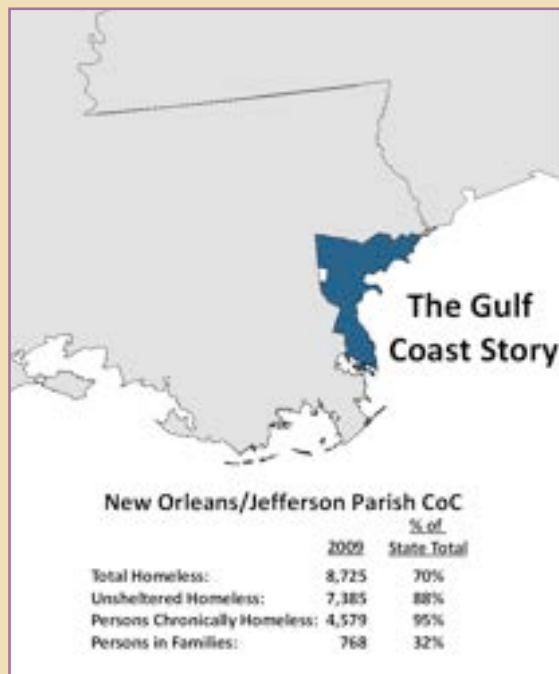 The Gulf
Coast Story
New Orleans/Jefferson Parish CoC
% of
2009 State Total
Total Homeless: 8,725 70%
Unsheltered Homeless: 7,385 88%
Persons Chronically Homeless: 4,579 95%
Persons in Families: 768 32%